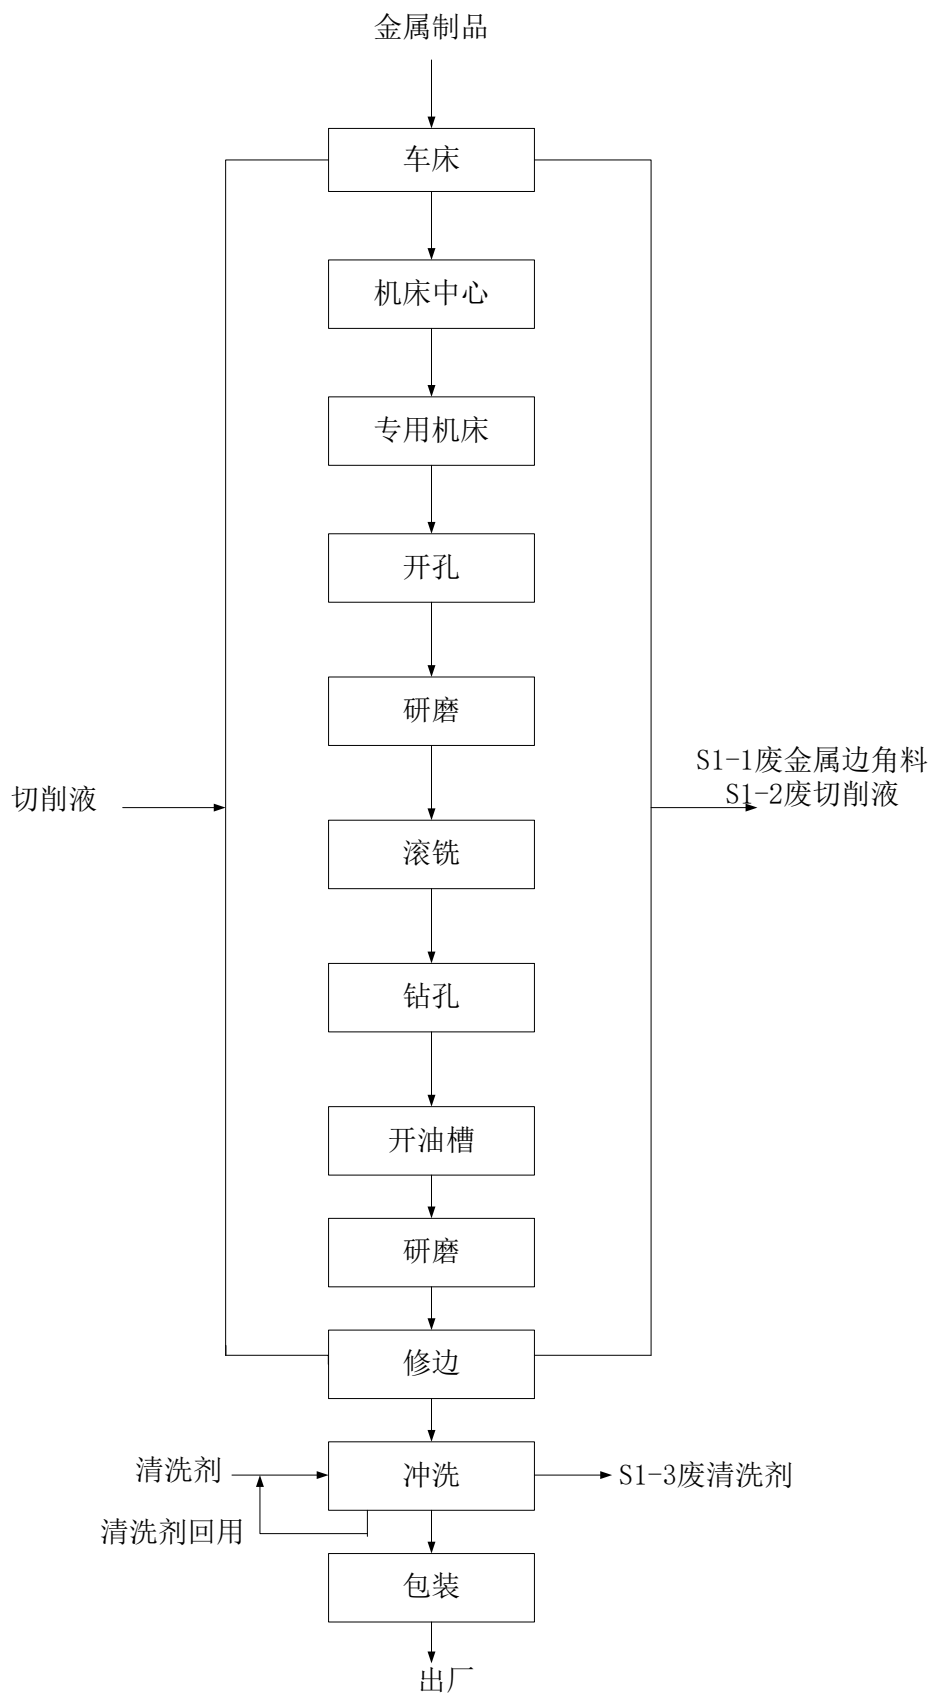 金属制品
车床
机床中心
专用机床
开孔
研磨
S1-1废金属边角料
切削液
S1-2废切削液
滚铣
钻孔
开油槽
研磨
修边
清洗剂
冲洗
S1-3废清洗剂
清洗剂回用
包装
出厂